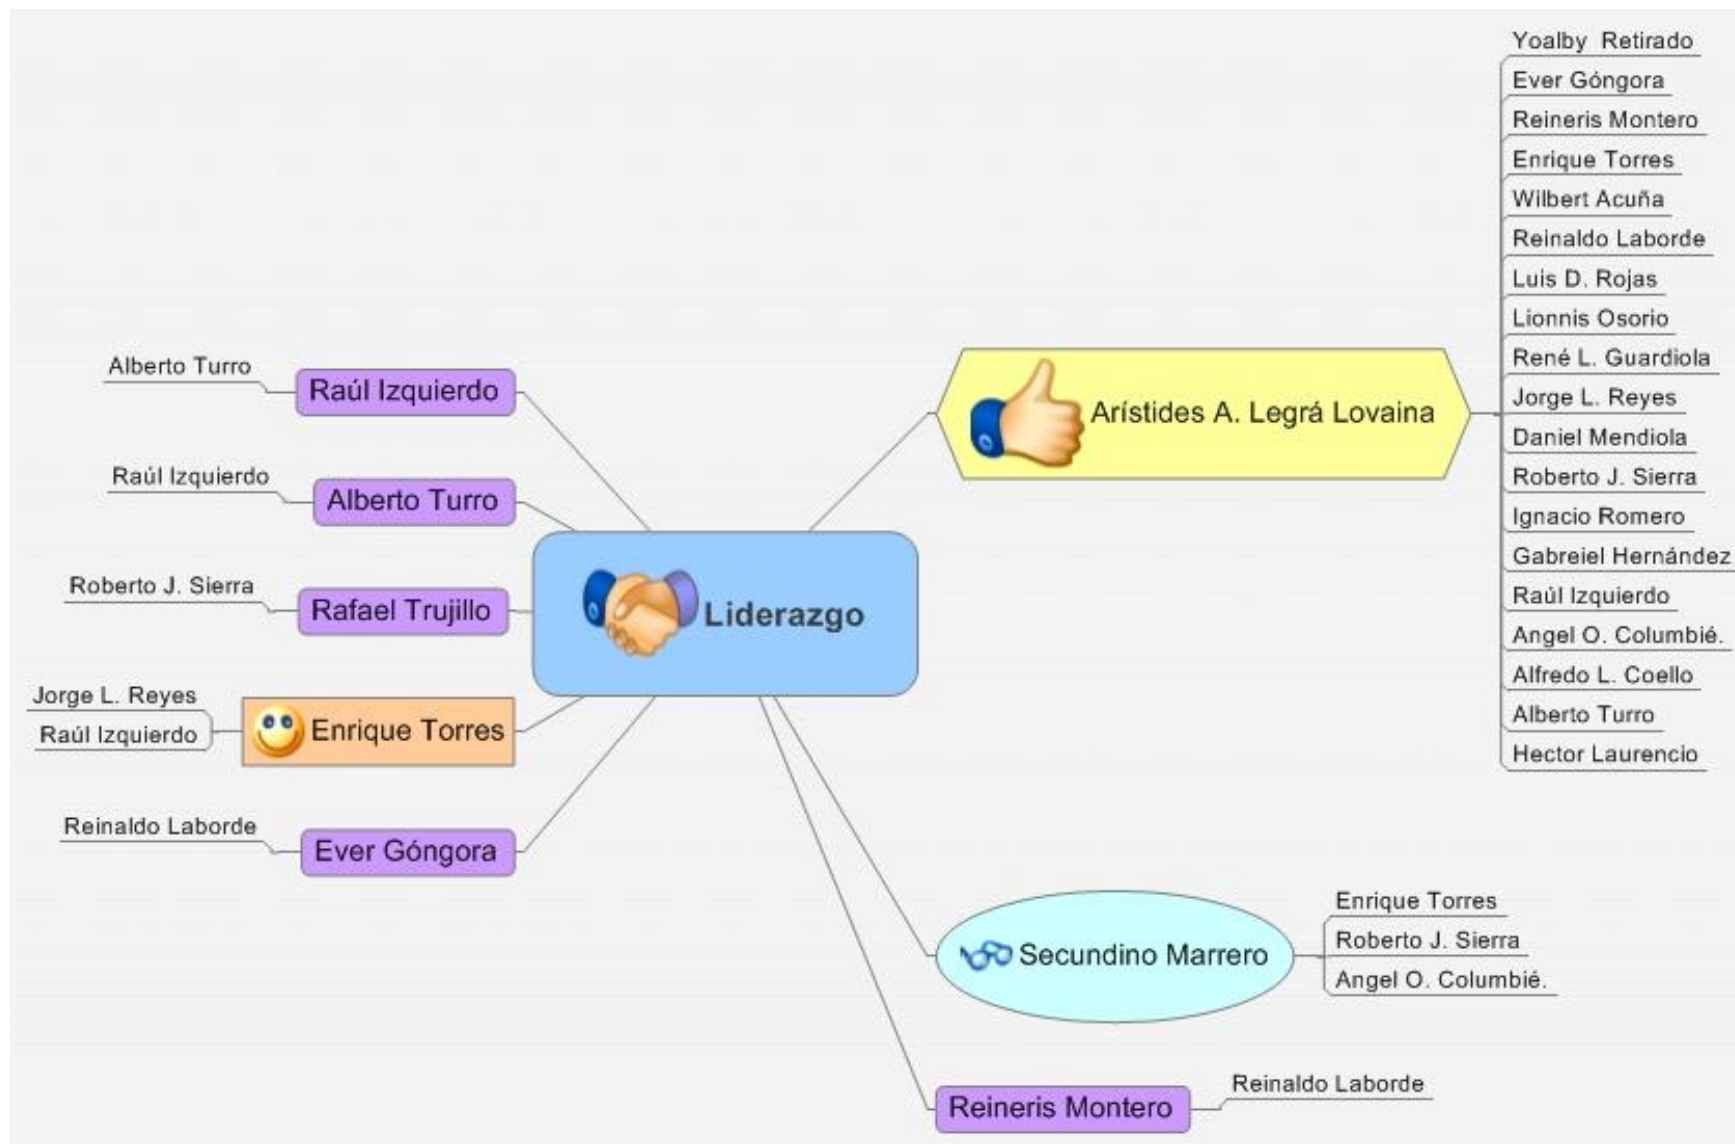 Liderazgo
Arístides A. Legrá Lovaina
Yoalby Retirado
Ever Góngora
Reineris Montero
Enrique Torres
Wilbert Acuña
Reinaldo Laborde
Luis D. Rojas
Lionnis Osorio
René L. Guardiola
Jorge L. Reyes
Daniel Mendiola
Roberto J. Sierra
Ignacio Romero
Gabreiel Hernández
Raúl Izquierdo
Angel O. Columbié.
Alfredo L. Coello
Alberto Turro
Hector Laurencio
Secundino Marrero
Enrique Torres
Roberto J. Sierra
Angel O. Columbié.
Reineris Montero
Reinaldo Laborde
Raúl Izquierdo
Alberto Turro
Alberto Turro
Raúl Izquierdo
Rafael Trujillo
Roberto J. Sierra
Enrique Torres
Jorge L. Reyes
Raúl Izquierdo
Ever Góngora
Reinaldo Laborde